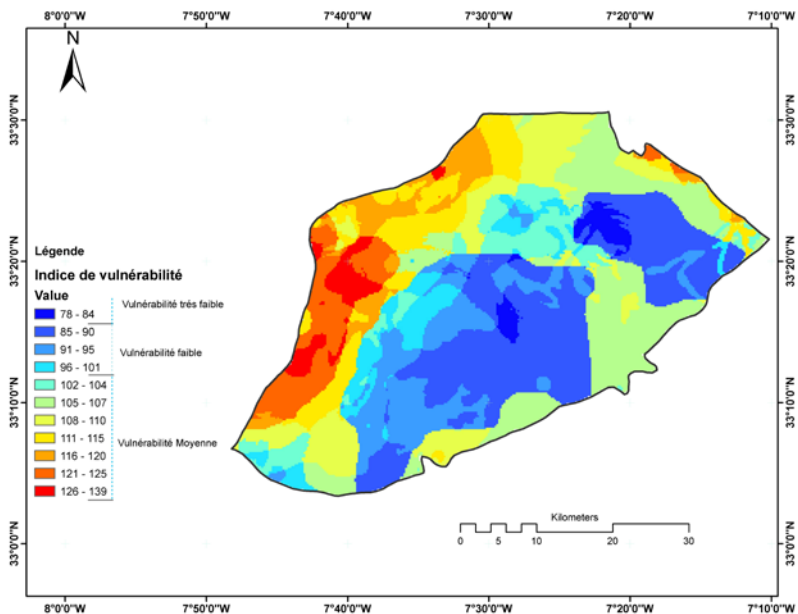 8°0'0"W 7°50'0"W 7°40'0"W 7°30'0"W 7°20'0"W 7°10'0"W
N
33°30'0"N 33°30'0"N
33°20'0"N 33°20'0"N
Légende
Indice de vulnérabilité
Value
78 - 84 Vulnérabilité très faible
85 - 90
91 - 95 Vulnérabilité faible
96 - 101
102 - 104
105 - 107
108 - 110
111 - 115 Vulnérabilité Moyenne
116 - 120
121 - 125
126 - 139
33°10'0"N 33°10'0"N
Kilometers
0 5 10 20 30
33°0'0"N 33°0'0"N
8°0'0"W 7°50'0"W 7°40'0"W 7°30'0"W 7°20'0"W 7°10'0"W